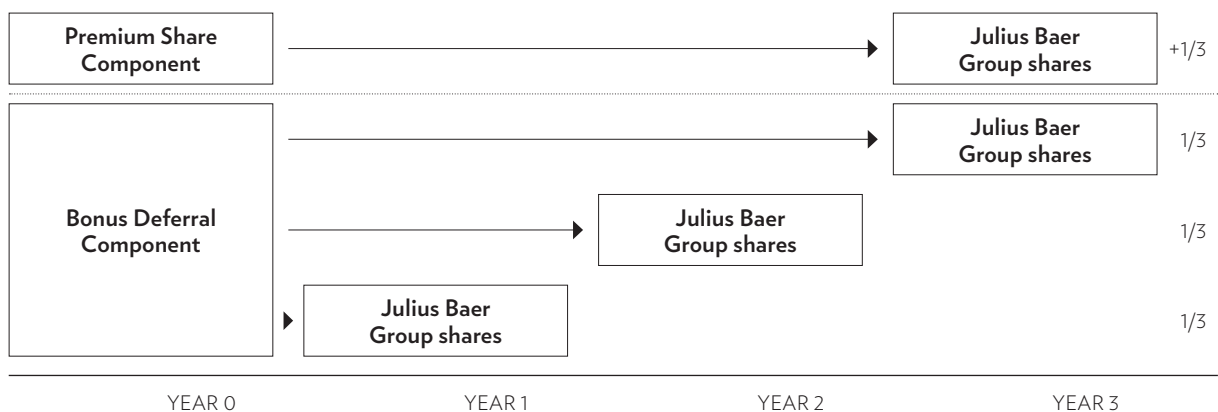 Premium Share
Component
Julius Baer
Group shares
+1/3
Bonus Deferral
Component
Julius Baer
Group shares
1/3
Julius Baer
Group shares
1/3
Julius Baer
Group shares
1/3
YEAR 0
YEAR 1
YEAR 2
YEAR 3